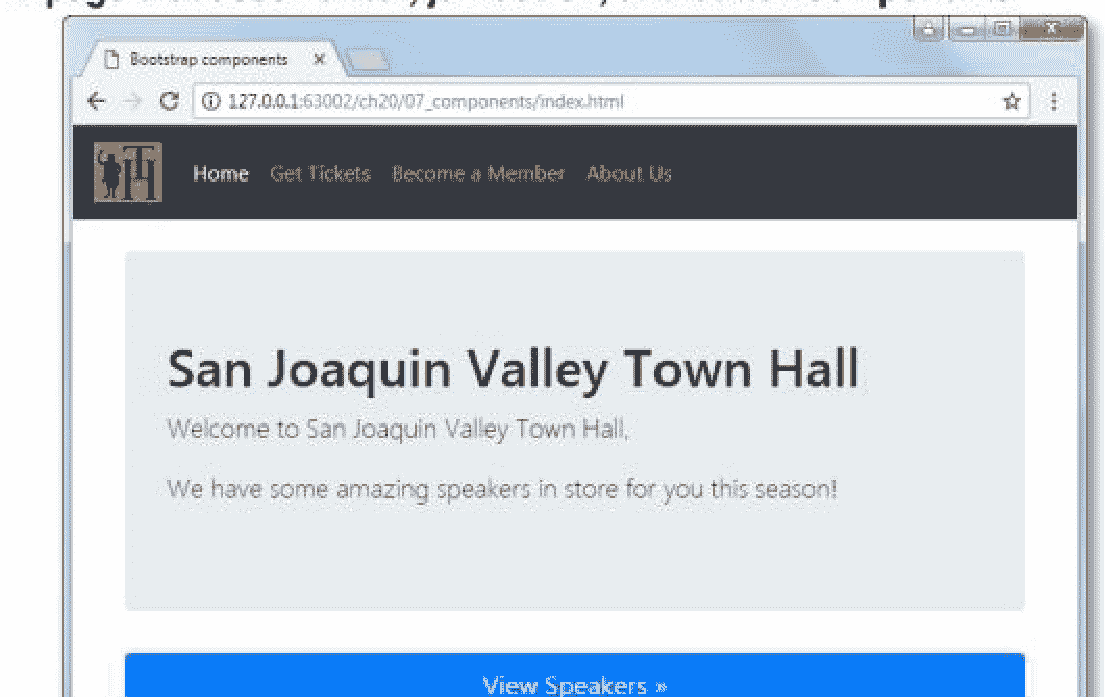 Bootstrap components
127.0.0.1:63002/ch20/07_components/index.html
TH
Home Get Tickets Become a Member About Us
San Joaquin Valley Town Hall
Welcome to San Joaquin Valley Town Hall,
We have some amazing speakers in store for you this season!
View Speakers »